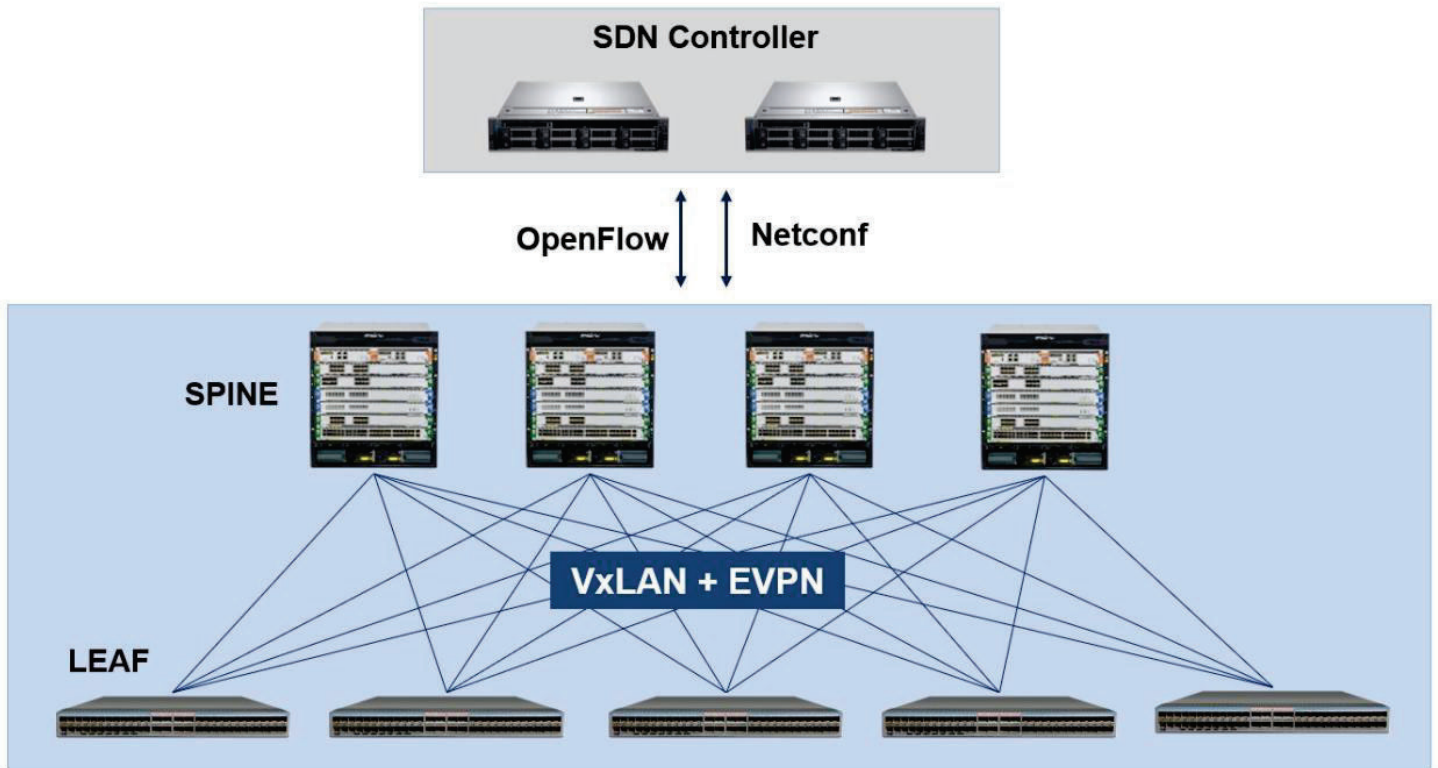 SDN Controller
OpenFlow
Netconf
SPINE
VxLAN + EVPN
LEAF